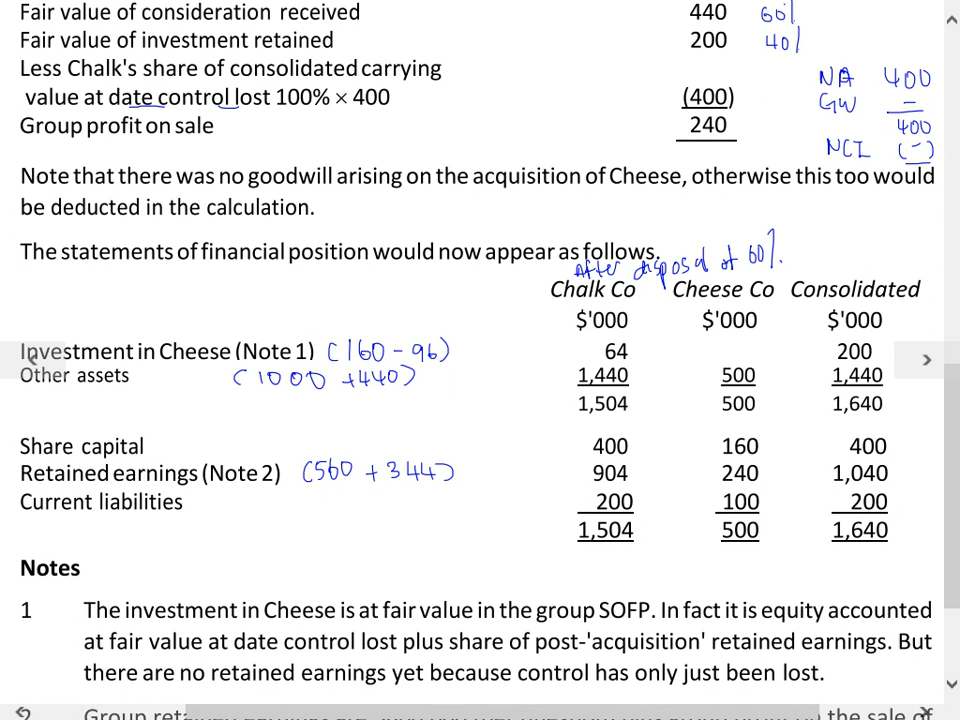 Fair value of consideration received 440 60%
Fair value of investment retained 200 40%
Less Chalk's share of consolidated carrying
value at date control lost 100% × 400 (400)
Group profit on sale 240
NA 400
GW –
400
NCI (-)
Note that there was no goodwill arising on the acquisition of Cheese, otherwise this too would
be deducted in the calculation.
The statements of financial position would now appear as follows.
After disposal of 60%.
Chalk Co Cheese Co Consolidated
$'000 $'000 $'000
Investment in Cheese (Note 1) (160 - 96) 64 200
Other assets (1000 + 440) 1,440 500 1,440
1,504 500 1,640
Share capital 400 160 400
Retained earnings (Note 2) (560 + 344) 904 240 1,040
Current liabilities 200 100 200
1,504 500 1,640
Notes
1 The investment in Cheese is at fair value in the group SOFP. In fact it is equity accounted
at fair value at date control lost plus share of post-'acquisition' retained earnings. But
there are no retained earnings yet because control has only just been lost.